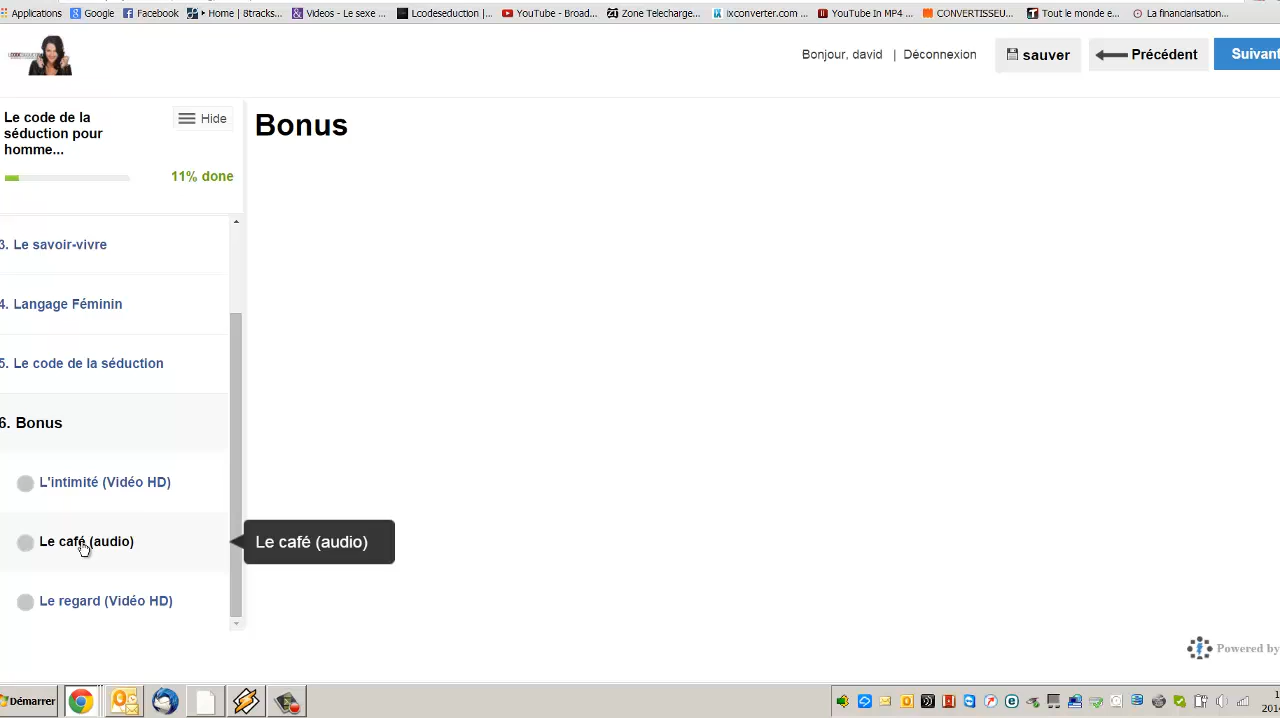 Applications Google Facebook Home | Btracks... Videos - Le sexe ... Lcodeseduction |... YouTube - Broad... Zone Telecharge... ixconverter.com... YouTube In MP4 ... CONVERTISSEU... Tout le monde c... La financiarisatn...
Bonjour, david | Déconnexion sauver Précédent Suivant
Le code de la
séduction pour
homme...
Hide
11% done
Bonus
3. Le savoir-vivre
4. Langage Féminin
5. Le code de la séduction
6. Bonus
L'intimité (Vidéo HD)
Le café (audio)
Le café (audio)
Le regard (Vidéo HD)
Powered by
Démarrer